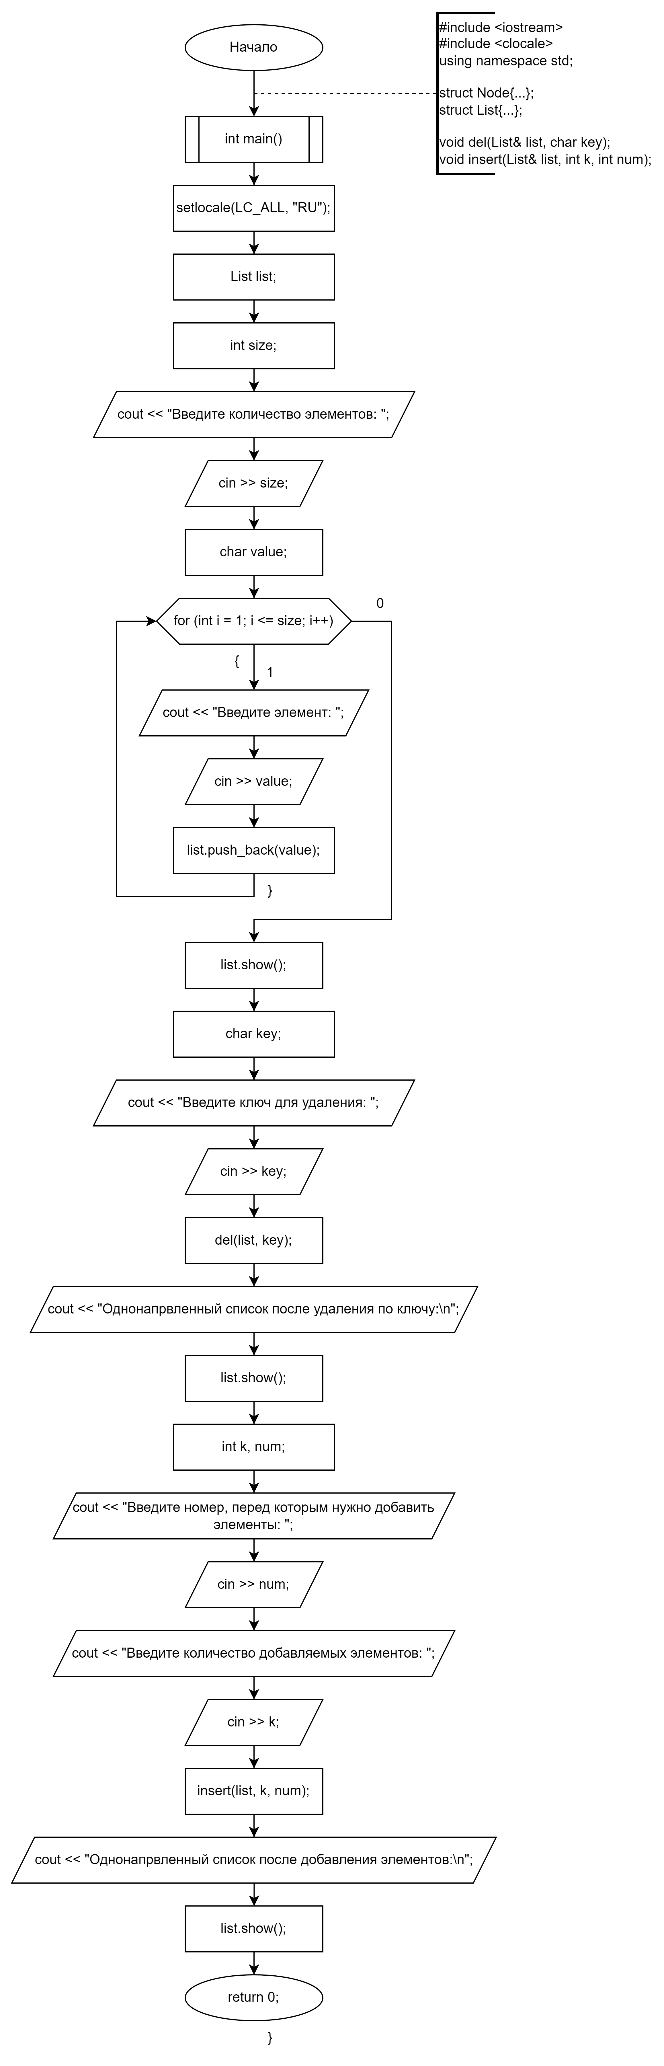 #include <iostream>
#include <clocale>
using namespace std;
struct Node{...};
struct List{...};
void del(List& list, char key);
void insert(List& list, int k, int num);
Начало
int main()
setlocale(LC_ALL, "RU");
List list;
int size;
cout << "Введите количество элементов: ";
cin >> size;
char value;
0
for (int i = 1; i <= size; i++)
{
1
cout << "Введите элемент: ";
cin >> value;
list.push_back(value);
}
list.show();
char key;
cout << "Введите ключ для удаления: ";
cin >> key;
del(list, key);
cout << "Однонапрвленный список после удаления по ключу:\n";
list.show();
int k, num;
cout << "Введите номер, перед которым нужно добавить
элементы: ";
cin >> num;
cout << "Введите количество добавляемых элементов: ";
cin >> k;
insert(list, k, num);
cout << "Однонапрвленный список после добавления элементов:\n";
list.show();
return 0;
}